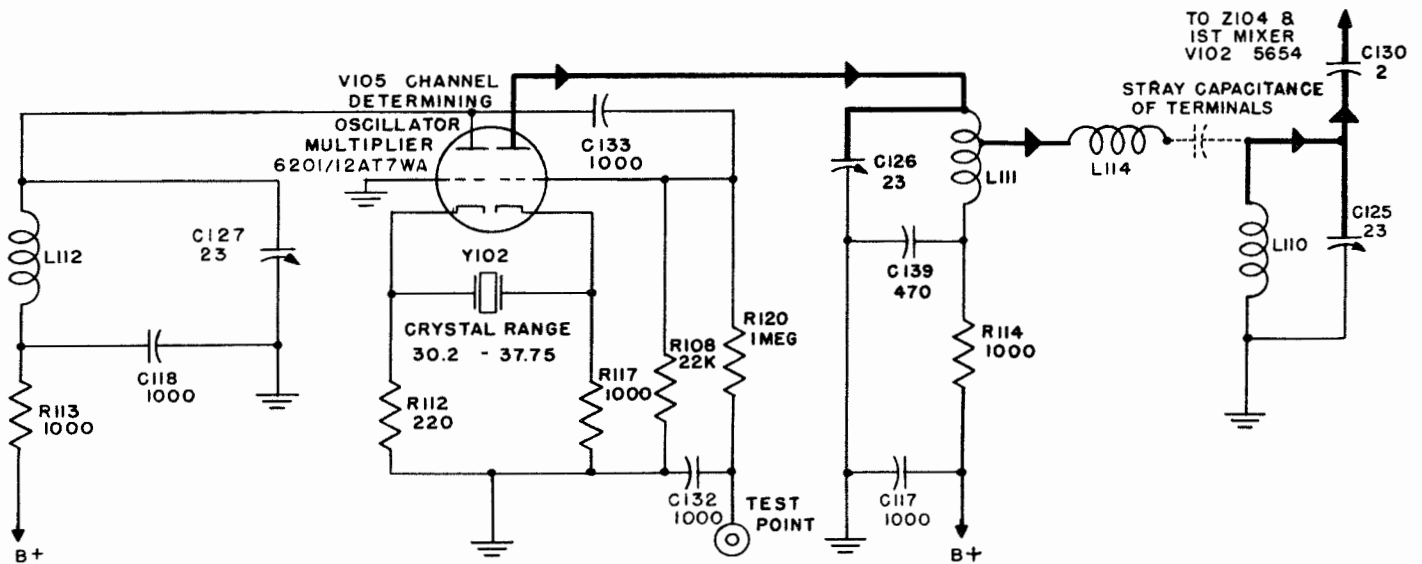 V105 CHANNEL
DETERMINING
OSCILLATOR
MULTIPLIER
6201/12AT7WA
C133
1000
TO Z104 &
1ST MIXER
V102 5654
C130
2
STRAY CAPACITANCE
OF TERMINALS
C126
23
L111
L114
C125
23
L110
L112
C127
23
Y102
CRYSTAL RANGE
30.2 - 37.75
C139
470
R120
1MEG
R108
22K
R114
1000
C118
1000
R113
1000
R112
220
R117
1000
C132
1000
TEST
POINT
C117
1000
B+
B+